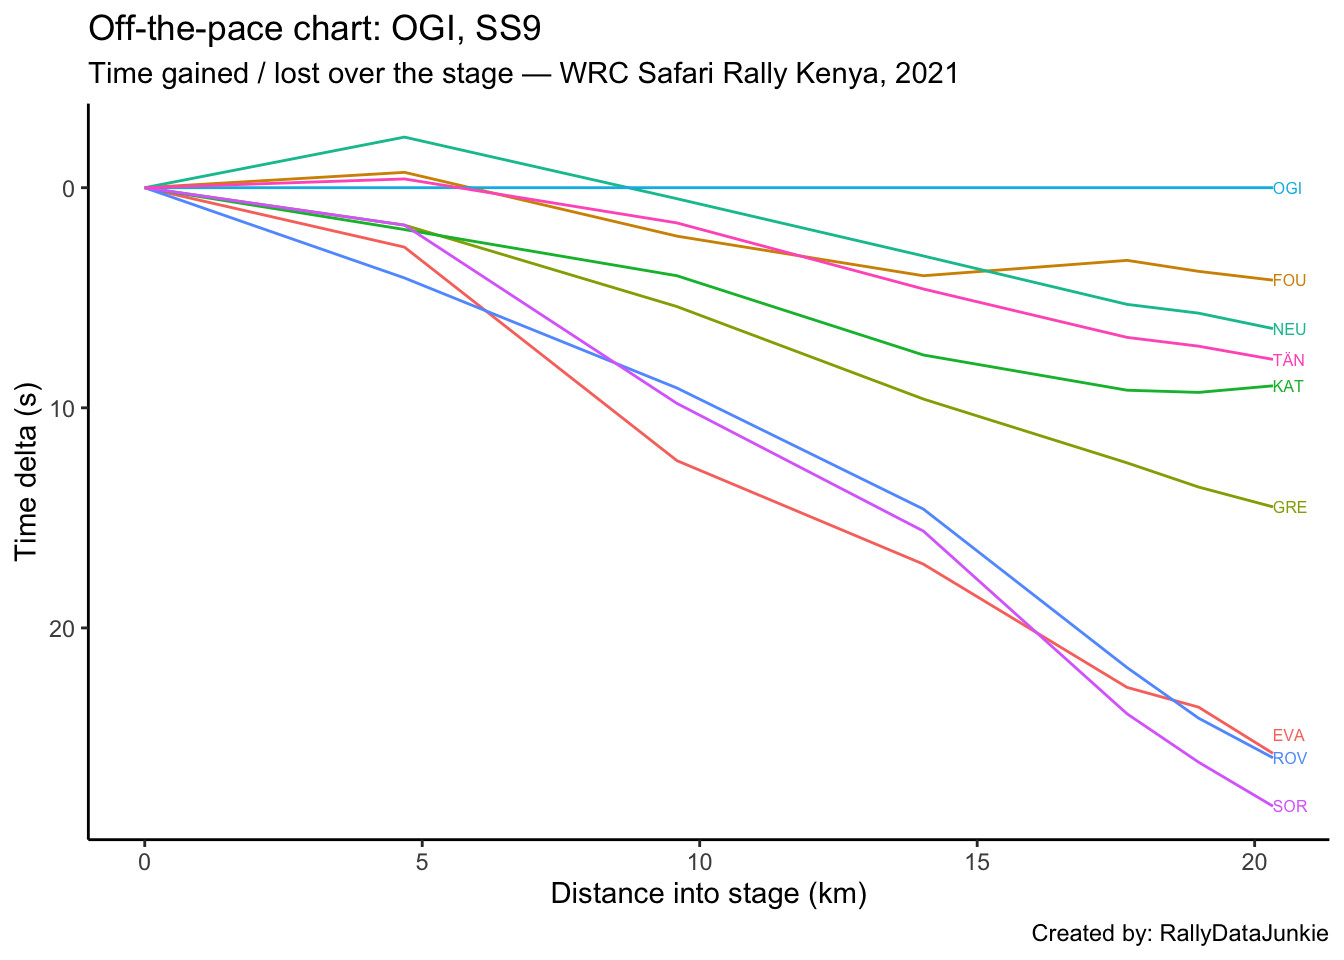 Off-the-pace chart: OGI, SS9
Time gained / lost over the stage — WRC Safari Rally Kenya, 2021
Time delta (s)
0
10
20
OGI
FOU
NEU
TÄN
KAT
GRE
EVA
ROV
SOR
0 5 10 15 20
Distance into stage (km)
Created by: RallyDataJunkie